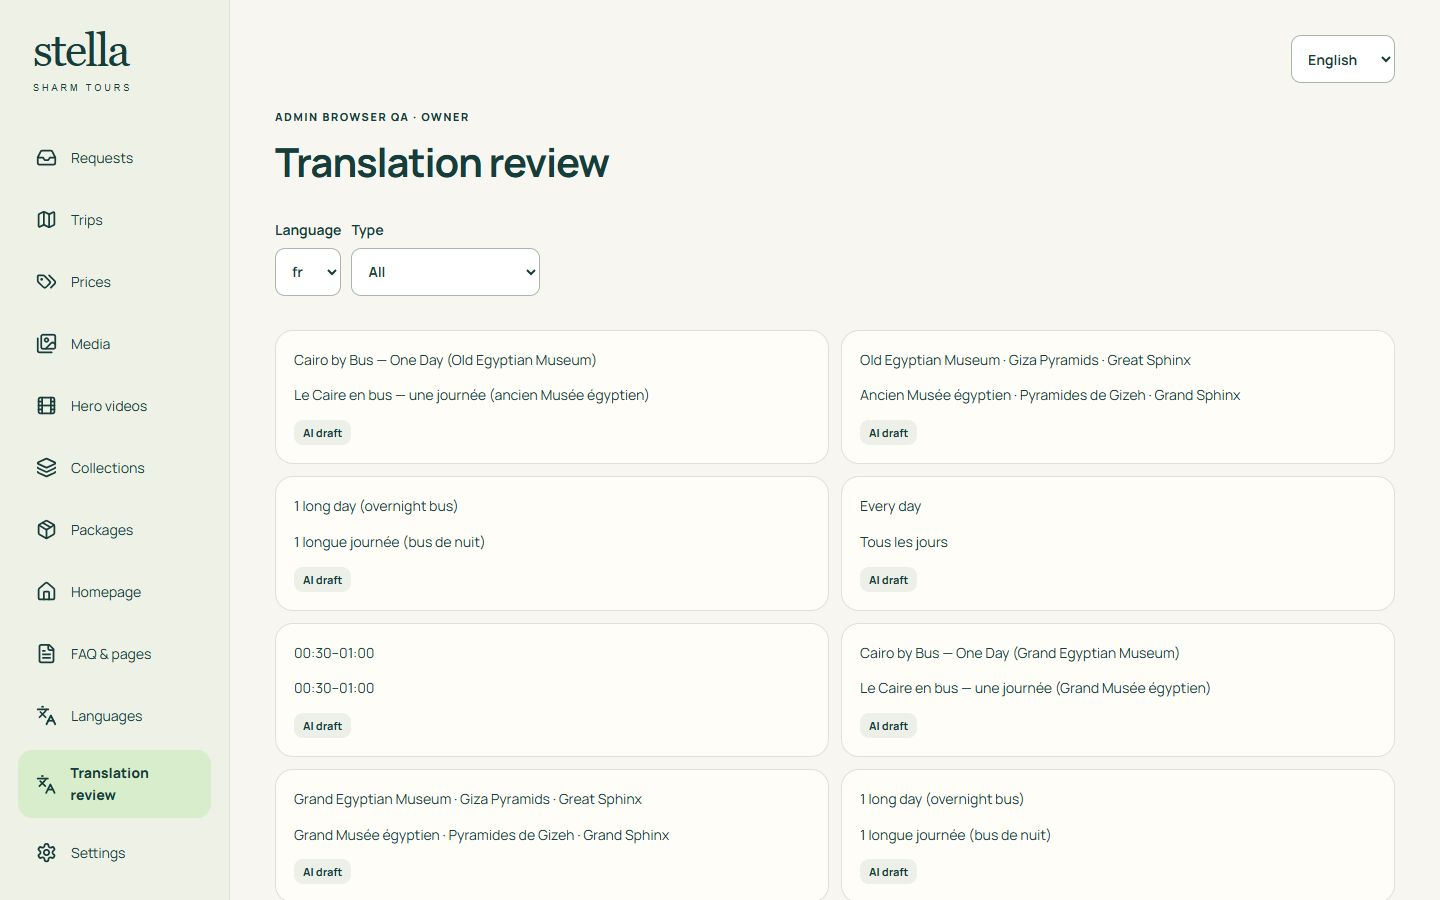 stella
SHARM TOURS
Requests
Trips
Prices
Media
Hero videos
Collections
Packages
Homepage
FAQ & pages
Languages
Translation
review
Settings
English
ADMIN BROWSER QA · OWNER
Translation review
Language Type
fr All
Cairo by Bus — One Day (Old Egyptian Museum)
Le Caire en bus — une journée (ancien Musée égyptien)
AI draft
Old Egyptian Museum · Giza Pyramids · Great Sphinx
Ancien Musée égyptien · Pyramides de Gizeh · Grand Sphinx
AI draft
1 long day (overnight bus)
1 longue journée (bus de nuit)
AI draft
Every day
Tous les jours
AI draft
00:30–01:00
00:30–01:00
AI draft
Cairo by Bus — One Day (Grand Egyptian Museum)
Le Caire en bus — une journée (Grand Musée égyptien)
AI draft
Grand Egyptian Museum · Giza Pyramids · Great Sphinx
Grand Musée égyptien · Pyramides de Gizeh · Grand Sphinx
AI draft
1 long day (overnight bus)
1 longue journée (bus de nuit)
AI draft